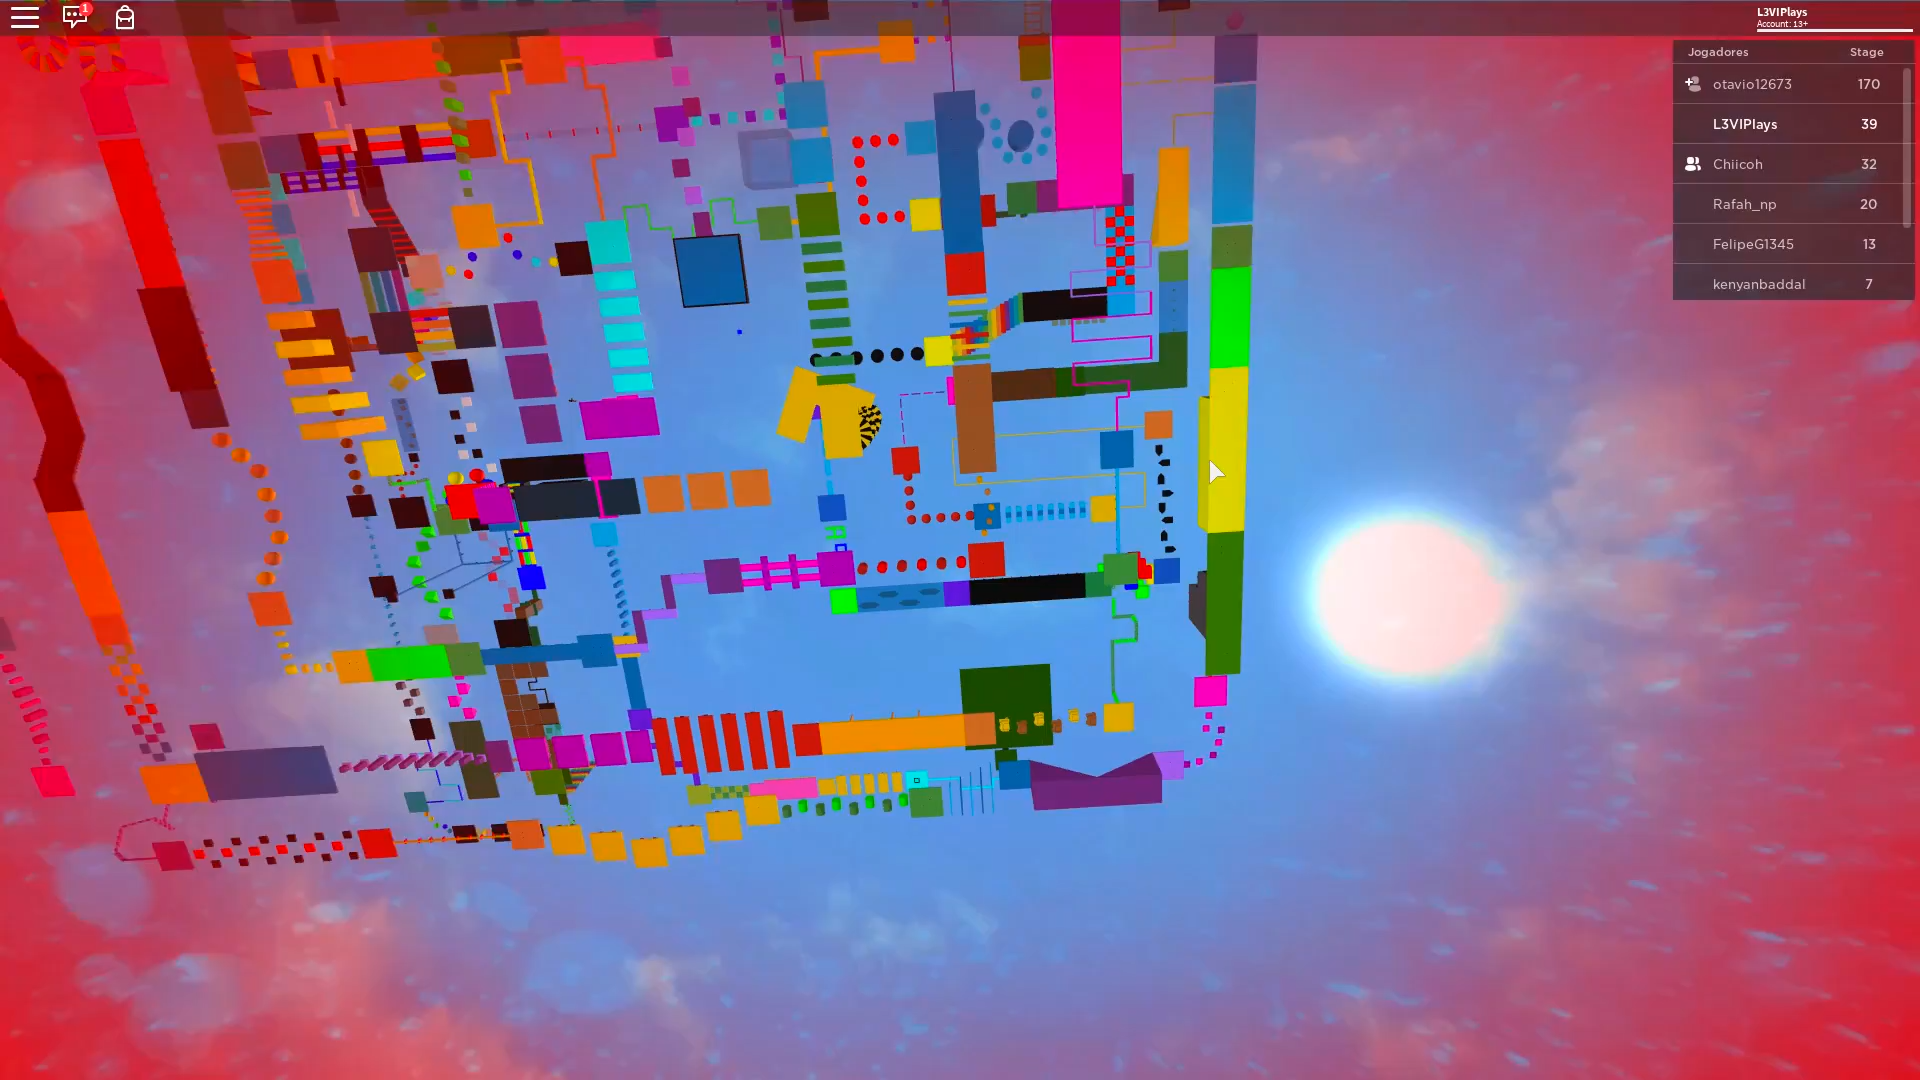 1
L3VIPlays
Account: 13+
Jogadores Stage
otavio12673 170
L3VIPlays 39
Chiicoh 32
Rafah_np 20
FelipeG1345 13
kenyanbaddal 7